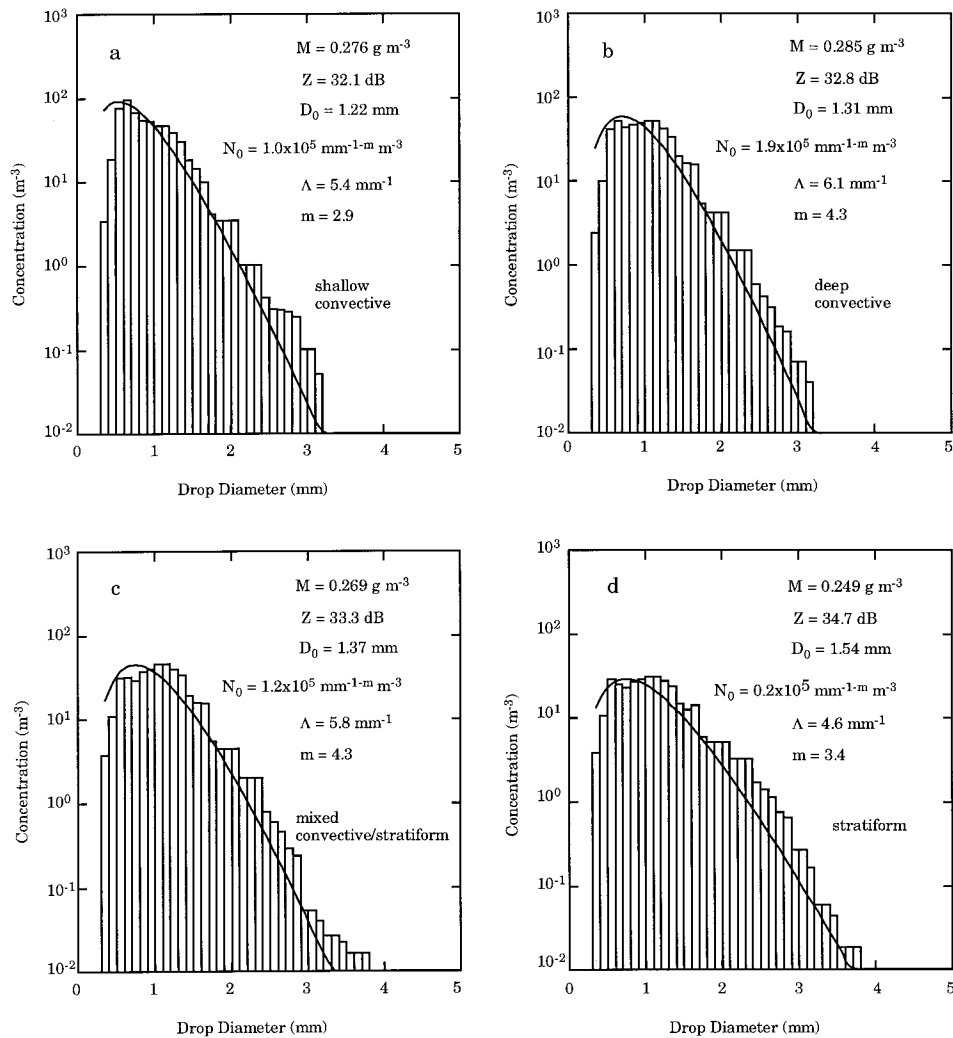 a
M = 0.276 g m⁻³
Z = 32.1 dB
D₀ = 1.22 mm
N₀ = 1.0x10⁵ mm⁻¹⁻ᵐ m⁻³
Λ = 5.4 mm⁻¹
m = 2.9
shallow
convective
Concentration (m⁻³)
10³
10²
10¹
10⁰
10⁻¹
10⁻²
0 1 2 3 4 5
Drop Diameter (mm)
b
M = 0.285 g m⁻³
Z = 32.8 dB
D₀ = 1.31 mm
N₀ = 1.9x10⁵ mm⁻¹⁻ᵐ m⁻³
Λ = 6.1 mm⁻¹
m = 4.3
deep
convective
Concentration (m⁻³)
10³
10²
10¹
10⁰
10⁻¹
10⁻²
0 1 2 3 4 5
Drop Diameter (mm)
c
M = 0.269 g m⁻³
Z = 33.3 dB
D₀ = 1.37 mm
N₀ = 1.2x10⁵ mm⁻¹⁻ᵐ m⁻³
Λ = 5.8 mm⁻¹
m = 4.3
mixed
convective/stratiform
Concentration (m⁻³)
10³
10²
10¹
10⁰
10⁻¹
10⁻²
0 1 2 3 4 5
Drop Diameter (mm)
d
M = 0.249 g m⁻³
Z = 34.7 dB
D₀ = 1.54 mm
N₀ = 0.2x10⁵ mm⁻¹⁻ᵐ m⁻³
Λ = 4.6 mm⁻¹
m = 3.4
stratiform
Concentration (m⁻³)
10³
10²
10¹
10⁰
10⁻¹
10⁻²
0 1 2 3 4 5
Drop Diameter (mm)